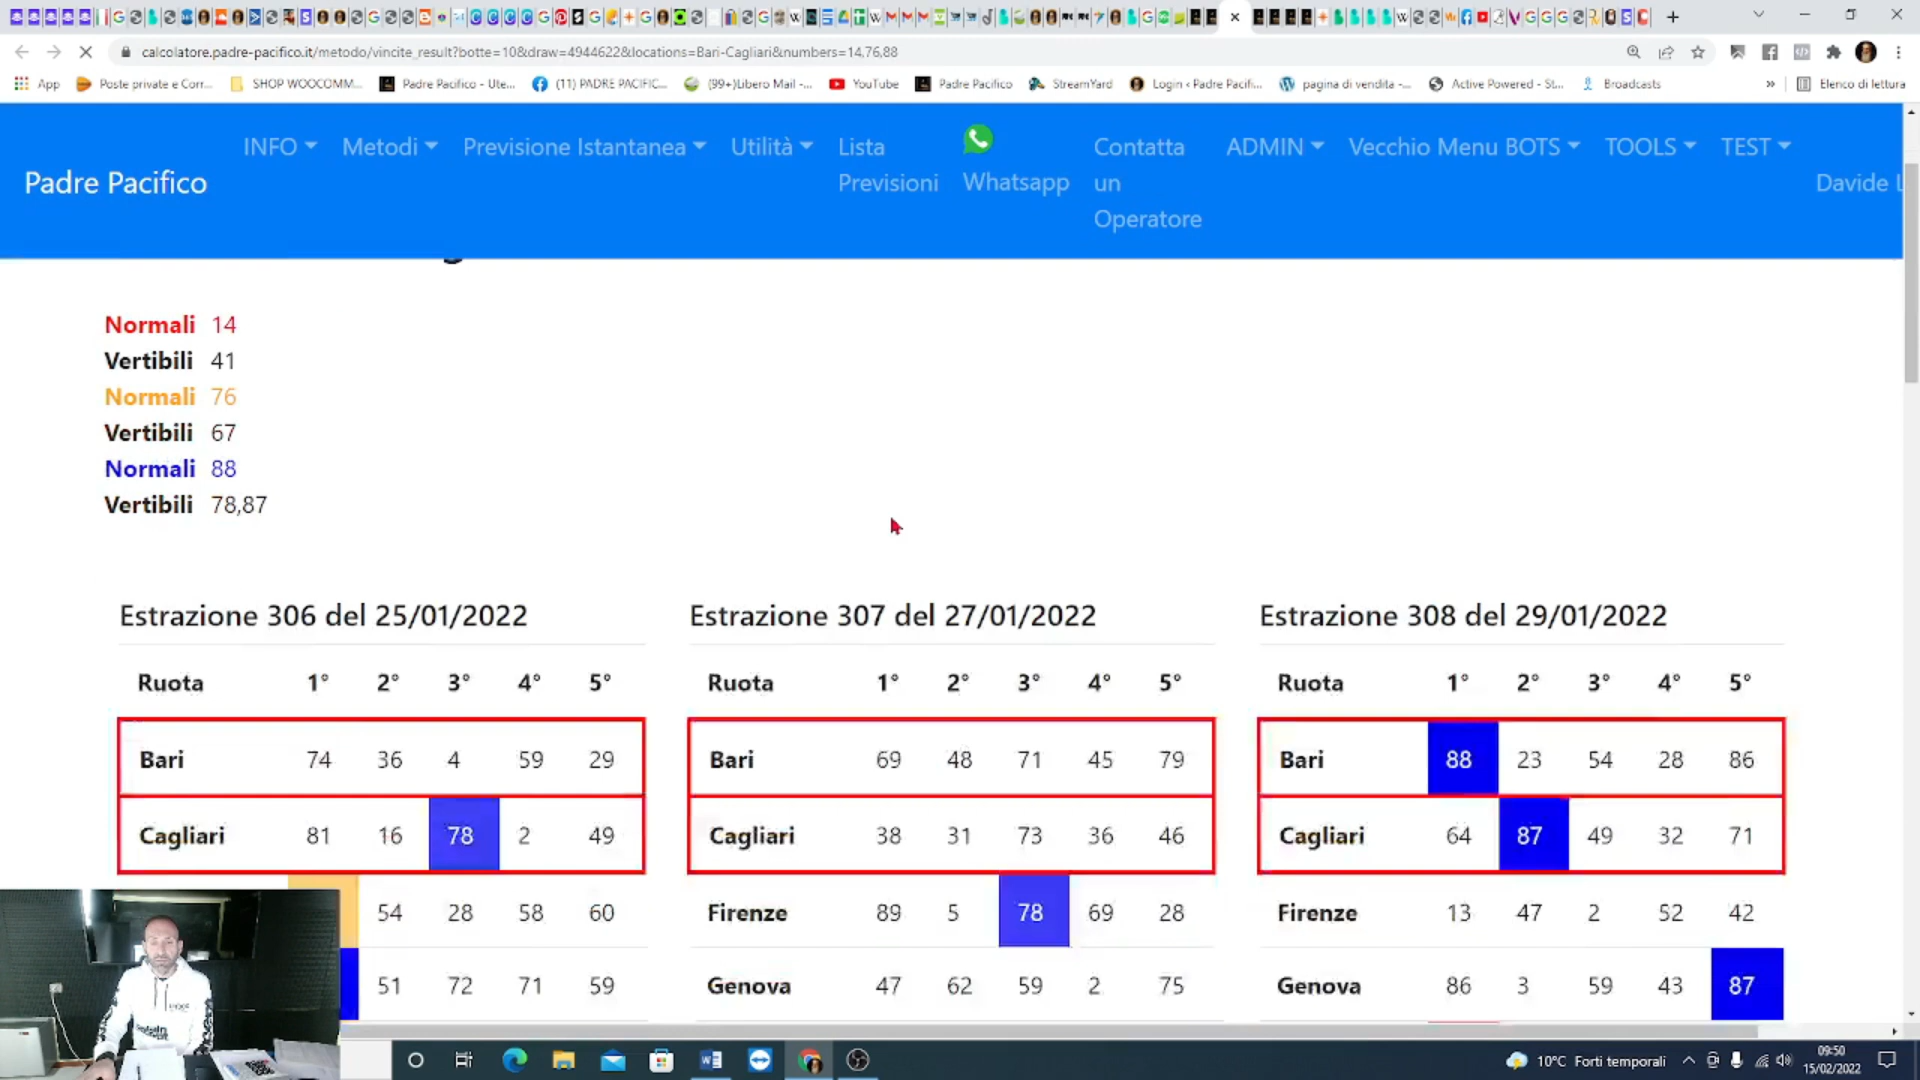 calcolatore.padre-pacifico.it/metodo/vincite_result?botte=10&draw=4944622&locations=Bari-Cagliari&numbers=14,76,88
App Poste private e Corr... SHOP WOOCOMM... Padre Pacifico - Ute... (11) PADRE PACIFIC... (99+)Libero Mail -... YouTube Padre Pacifico StreamYard Login ‹ Padre Pacifi... pagina di vendita -... Active Powered - St... Broadcasts » Elenco di lettura
Padre Pacifico
INFO
Metodi
Previsione Istantanea
Utilità
Lista
Previsioni
Whatsapp
Contatta
un
Operatore
ADMIN
Vecchio Menu BOTS
TOOLS
TEST
Davide L
Normali 14
Vertibili 41
Normali 76
Vertibili 67
Normali 88
Vertibili 78,87
Estrazione 306 del 25/01/2022
Ruota 1° 2° 3° 4° 5°
Bari 74 36 4 59 29
Cagliari 81 16 78 2 49
54 28 58 60
51 72 71 59
Estrazione 307 del 27/01/2022
Ruota 1° 2° 3° 4° 5°
Bari 69 48 71 45 79
Cagliari 38 31 73 36 46
Firenze 89 5 78 69 28
Genova 47 62 59 2 75
Estrazione 308 del 29/01/2022
Ruota 1° 2° 3° 4° 5°
Bari 88 23 54 28 86
Cagliari 64 87 49 32 71
Firenze 13 47 2 52 42
Genova 86 3 59 43 87
10°C Forti temporali
09:50
15/02/2022